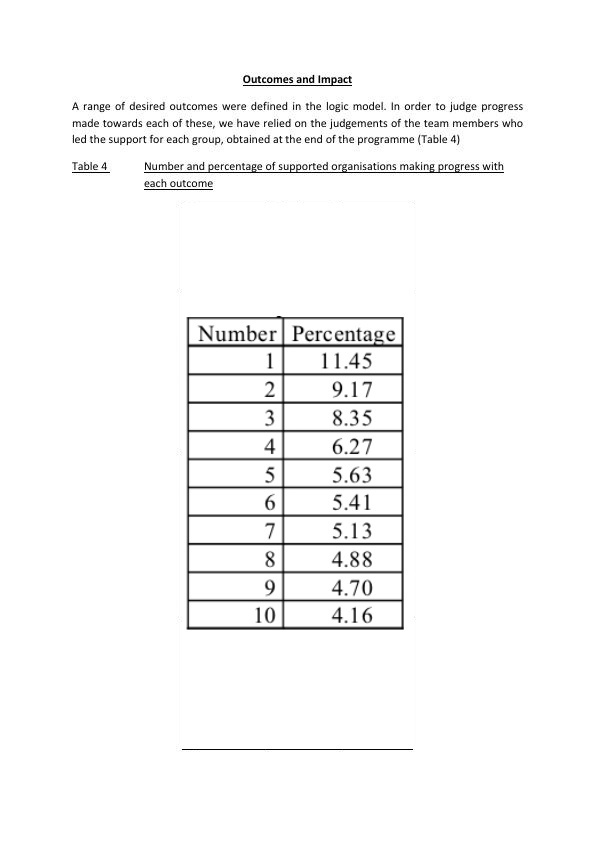 Outcomes and Impact
A range of desired outcomes were defined in the logic model. In order to judge progress
made towards each of these, we have relied on the judgements of the team members who
led the support for each group, obtained at the end of the programme (Table 4)
Table 4 Number and percentage of supported organisations making progress with
each outcome
Number Percentage
1 11.45
2 9.17
3 8.35
4 6.27
5 5.63
6 5.41
7 5.13
8 4.88
9 4.70
10 4.16